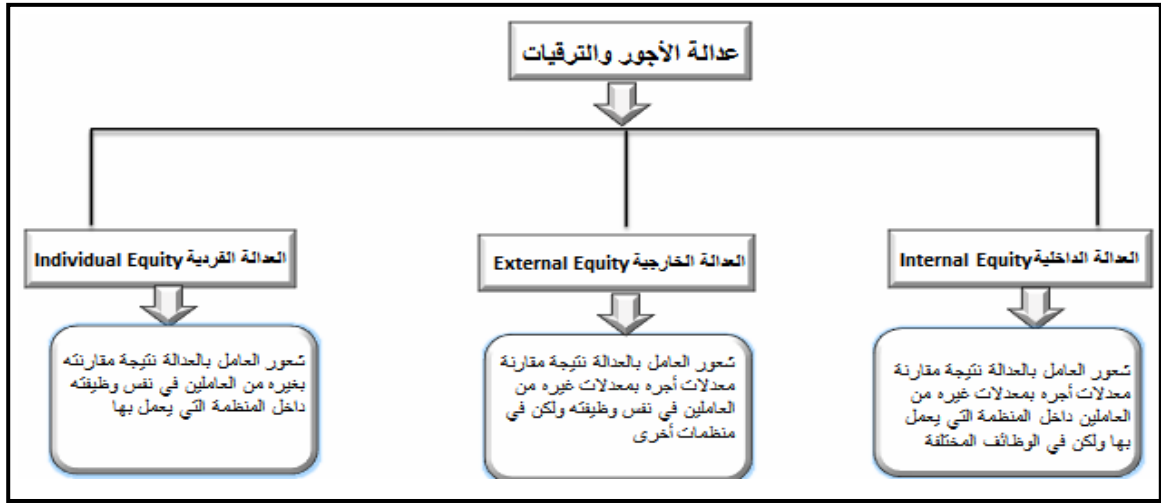 عدالة الأجور والترقيات
العدالة الداخلية Internal Equity
شعور العامل بالعدالة نتيجة مقارنة
معدلات أجره بمعدلات غيره من
العاملين داخل المنظمة التي يعمل
بها ولكن في الوظائف المختلفة
العدالة الخارجية External Equity
شعور العامل بالعدالة نتيجة مقارنة
معدلات أجره بمعدلات غيره من
العاملين في نفس وظيفته ولكن في
منظمات أخرى
العدالة الفردية Individual Equity
شعور العامل بالعدالة نتيجة مقارنته
بغيره من العاملين في نفس وظيفته
داخل المنظمة التي يعمل بها